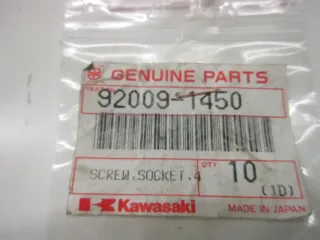 GENUINE PARTS
92009-1450
SCREW,SOCKET,4
QTY
10
(1D)
Kawasaki
MADE IN JAPAN